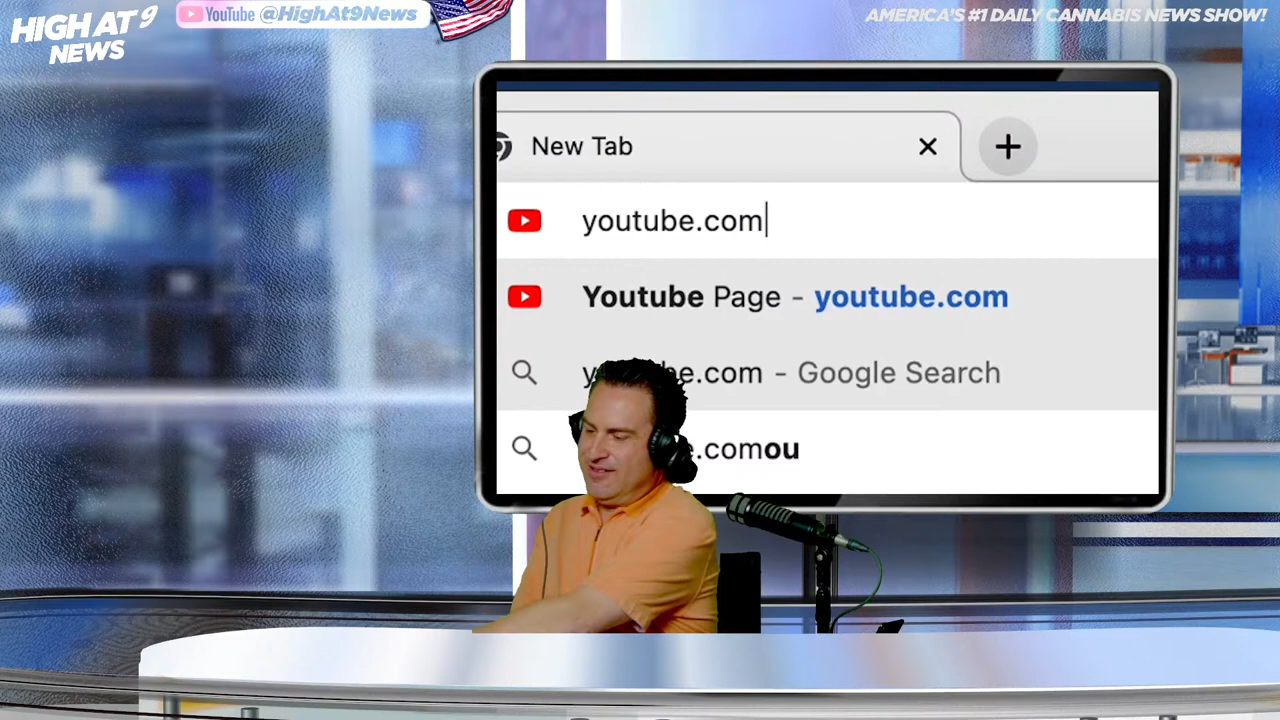 HIGH AT 9
NEWS
YouTube @HighAt9News
AMERICA'S #1 DAILY CANNABIS NEWS SHOW!
New Tab
youtube.com
Youtube Page - youtube.com
y be.com - Google Search
e.comou